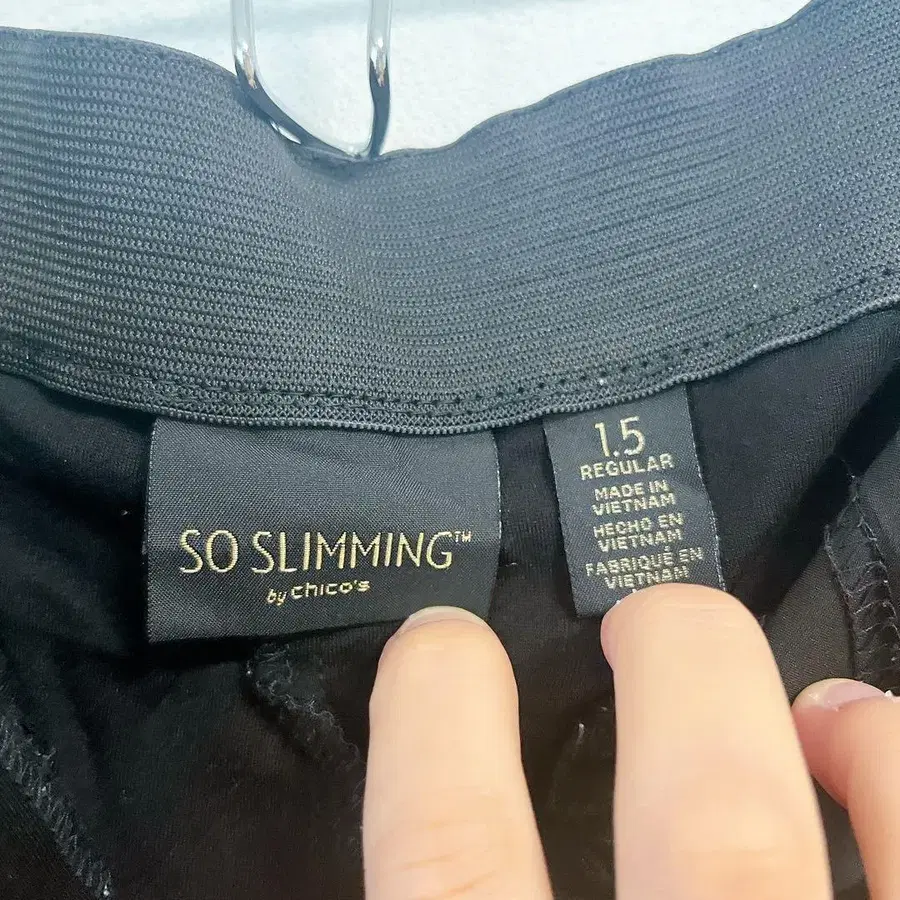 SO SLIMMING™
by chico's
1.5
REGULAR
MADE IN
VIETNAM
HECHO EN
VIETNAM
FABRIQUÉ EN
VIETNAM